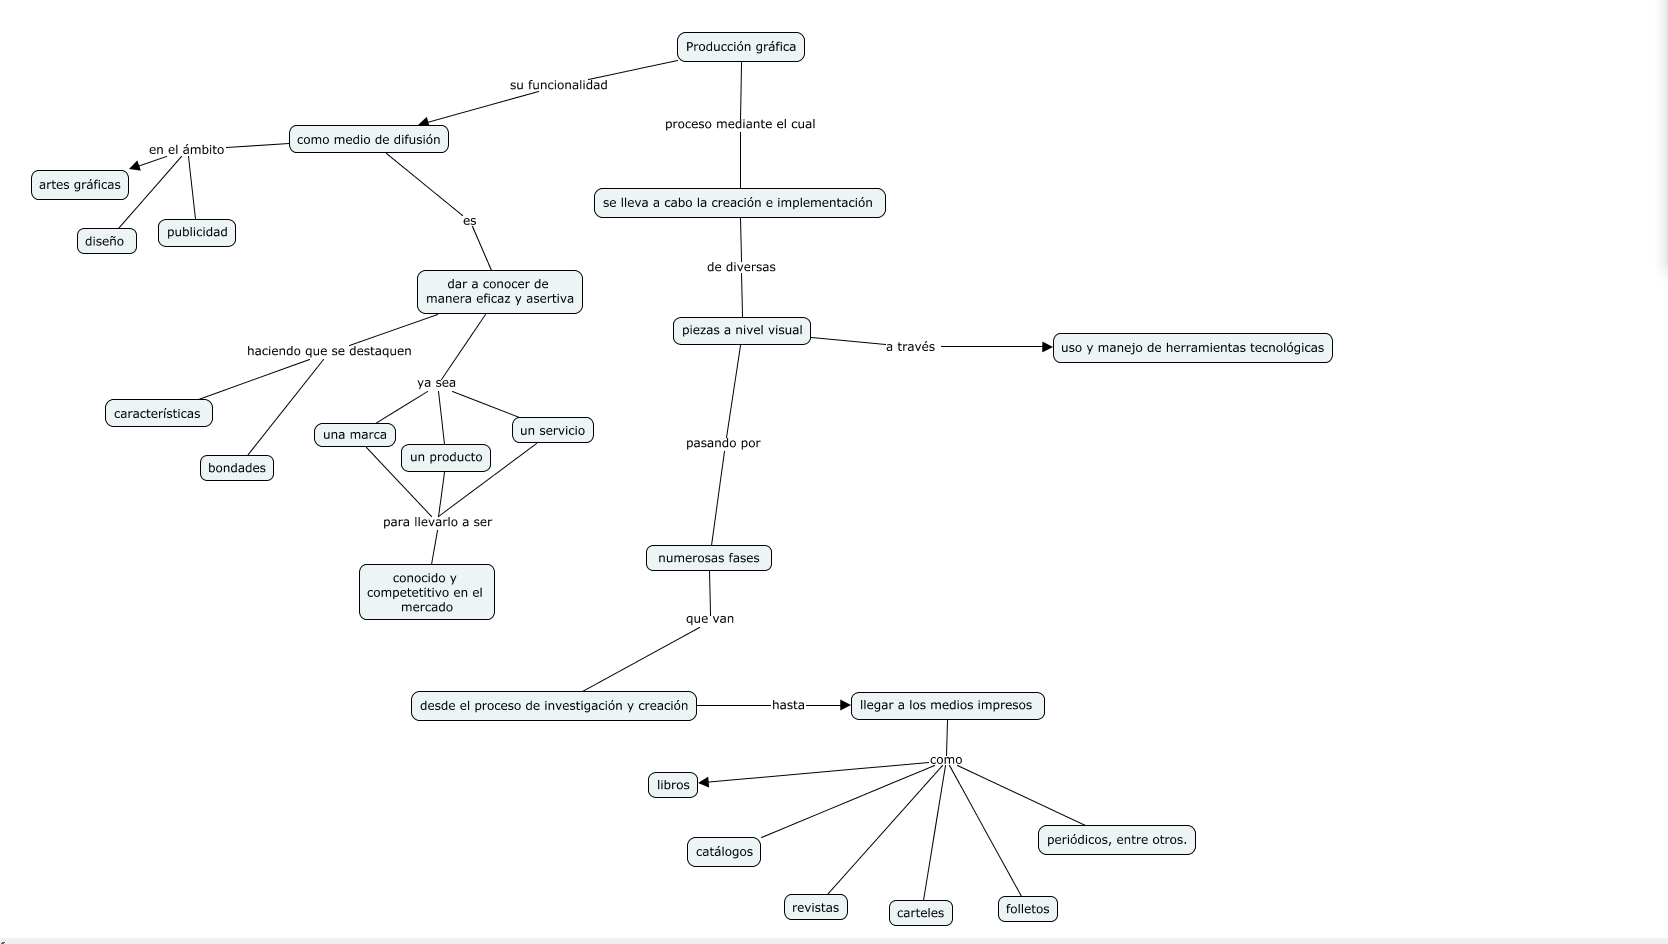 Producción gráfica
su funcionalidad
proceso mediante el cual
como medio de difusión
en el ámbito
artes gráficas
diseño
publicidad
es
se lleva a cabo la creación e implementación
de diversas
dar a conocer de
manera eficaz y asertiva
piezas a nivel visual
a través
uso y manejo de herramientas tecnológicas
haciendo que se destaquen
ya sea
características
bondades
una marca
un producto
un servicio
pasando por
para llevarlo a ser
conocido y
competetitivo en el
mercado
numerosas fases
que van
desde el proceso de investigación y creación
hasta
llegar a los medios impresos
como
libros
catálogos
revistas
carteles
folletos
periódicos, entre otros.